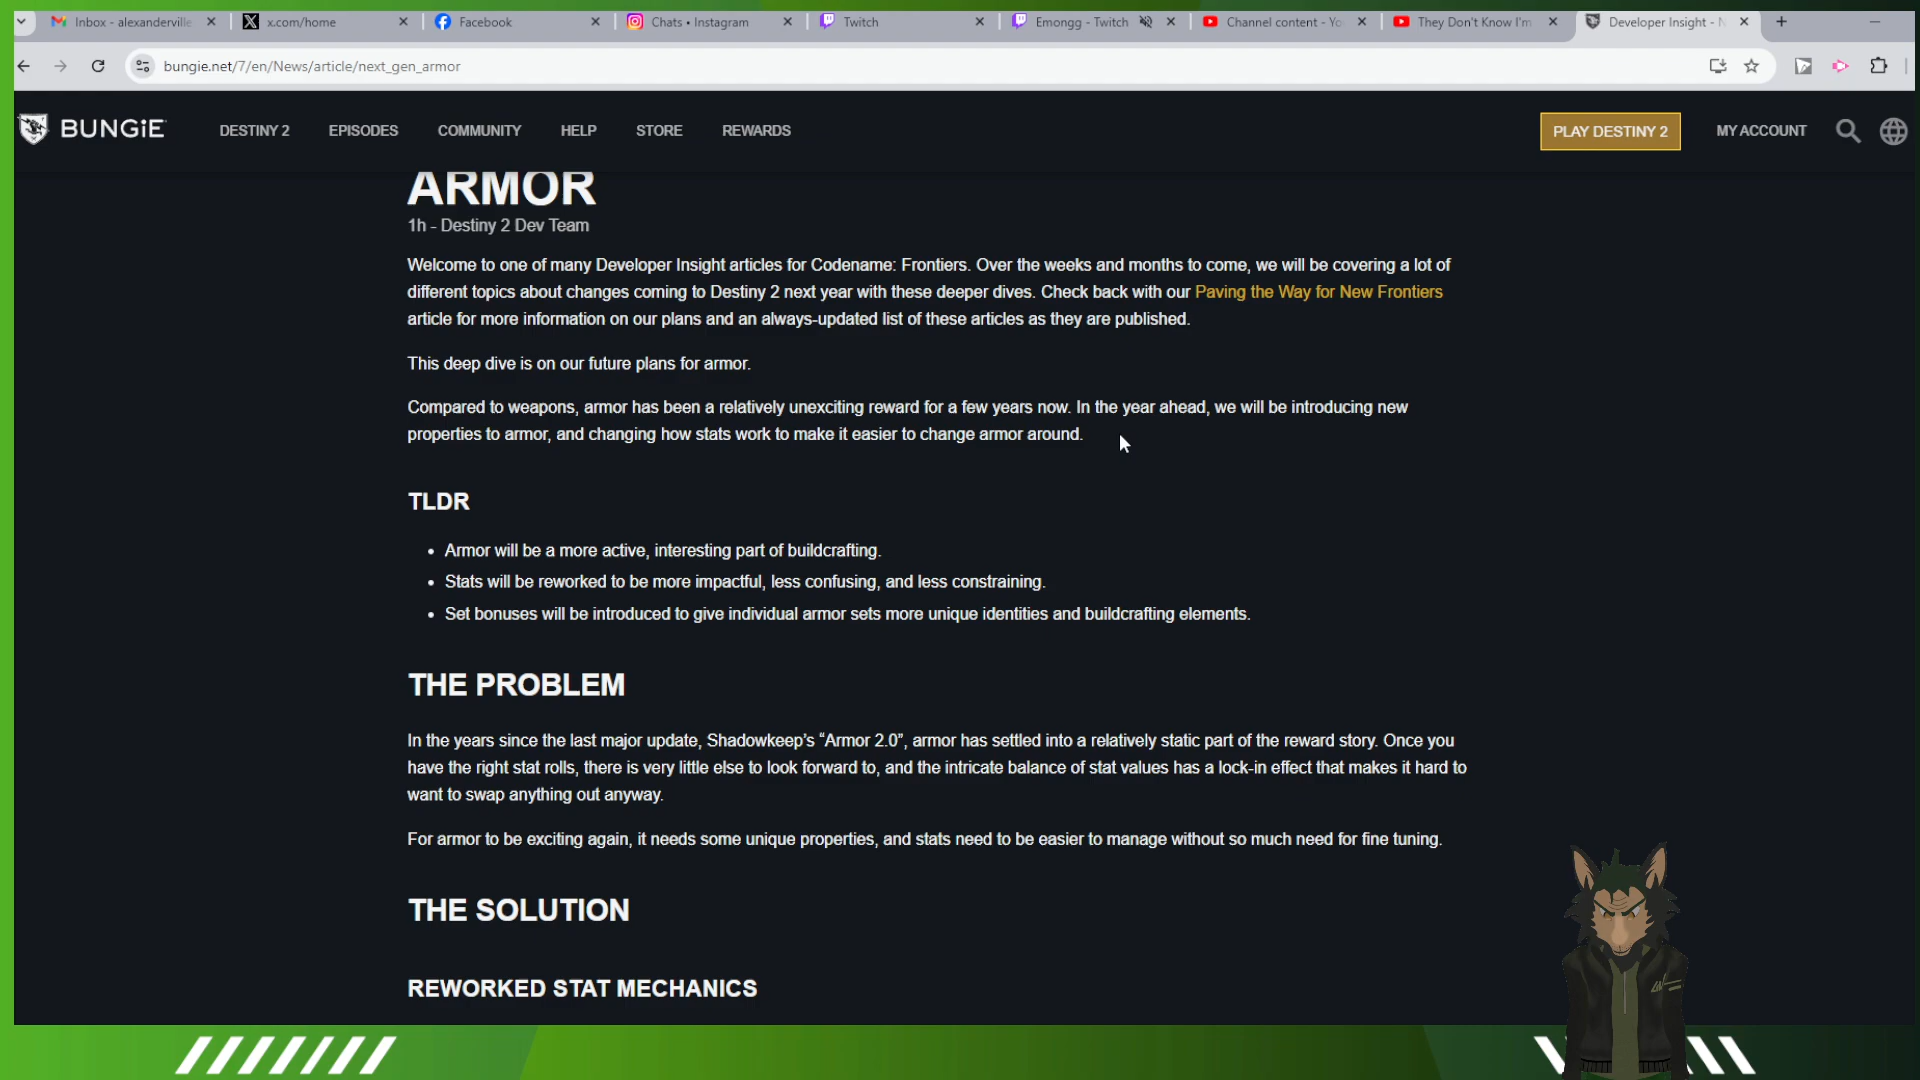 Inbox - alexanderville
x.com/home
Facebook
Chats • Instagram
Twitch
Emongg - Twitch
Channel content - Yo
They Don't Know I'm
Developer Insight - N
bungie.net/7/en/News/article/next_gen_armor
BUNGiE
DESTINY 2
EPISODES
COMMUNITY
HELP
STORE
REWARDS
PLAY DESTINY 2
MY ACCOUNT
ARMOR
1h - Destiny 2 Dev Team
Welcome to one of many Developer Insight articles for Codename: Frontiers. Over the weeks and months to come, we will be covering a lot of
different topics about changes coming to Destiny 2 next year with these deeper dives. Check back with our Paving the Way for New Frontiers
article for more information on our plans and an always-updated list of these articles as they are published.
This deep dive is on our future plans for armor.
Compared to weapons, armor has been a relatively unexciting reward for a few years now. In the year ahead, we will be introducing new
properties to armor, and changing how stats work to make it easier to change armor around.
TLDR
• Armor will be a more active, interesting part of buildcrafting.
• Stats will be reworked to be more impactful, less confusing, and less constraining.
• Set bonuses will be introduced to give individual armor sets more unique identities and buildcrafting elements.
THE PROBLEM
In the years since the last major update, Shadowkeep's “Armor 2.0”, armor has settled into a relatively static part of the reward story. Once you
have the right stat rolls, there is very little else to look forward to, and the intricate balance of stat values has a lock-in effect that makes it hard to
want to swap anything out anyway.
For armor to be exciting again, it needs some unique properties, and stats need to be easier to manage without so much need for fine tuning.
THE SOLUTION
REWORKED STAT MECHANICS